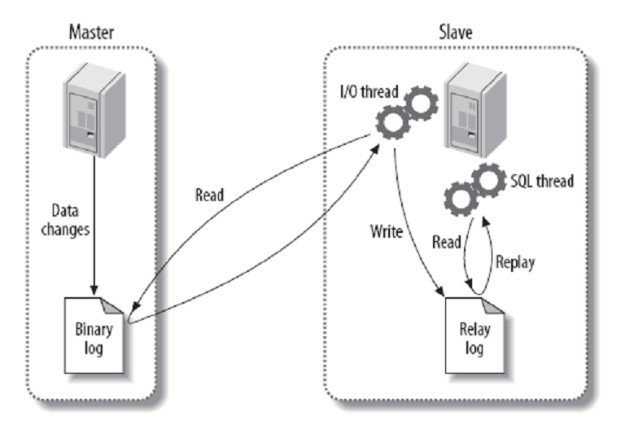 Master
Slave
I/O thread
SQL thread
Data
changes
Read
Write
Read
Replay
Binary
log
Relay
log